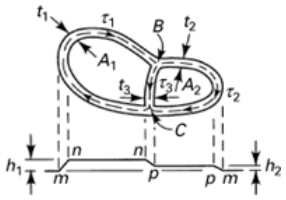 t₁ τ₁ B t₂
A₁ t₃ τ₃ A₂ τ₂
C
h₁ n n h₂
m p p m